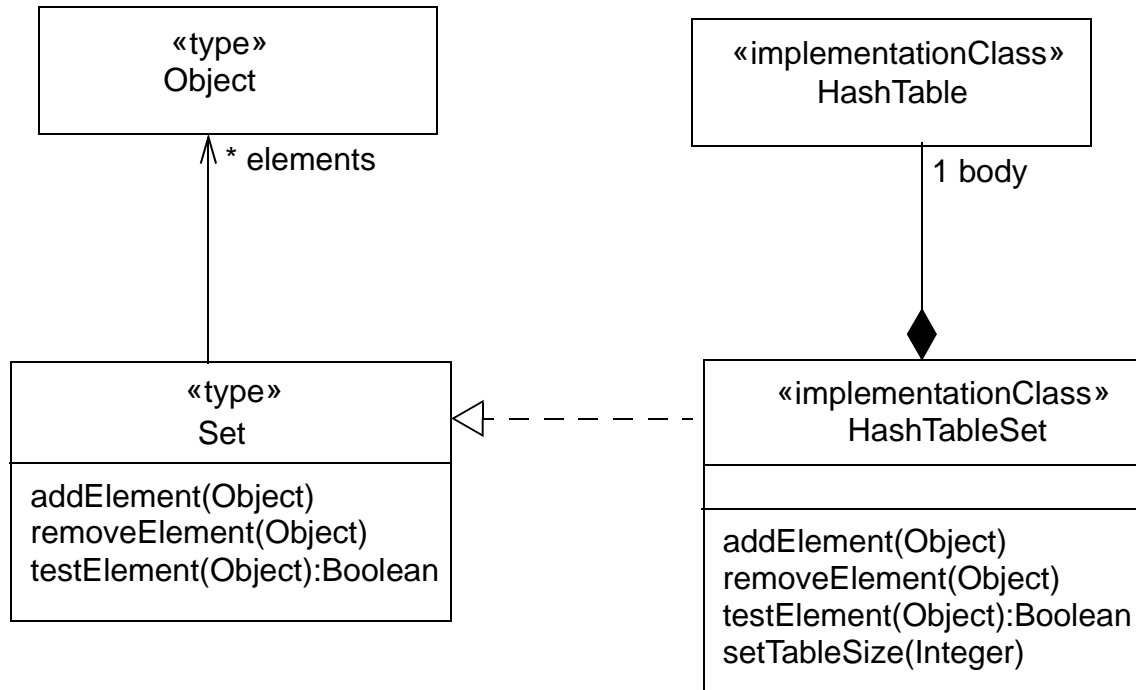 «type»
Object
* elements
«implementationClass»
HashTable
1 body
«type»
Set
addElement(Object)
removeElement(Object)
testElement(Object):Boolean
«implementationClass»
HashTableSet
addElement(Object)
removeElement(Object)
testElement(Object):Boolean
setTableSize(Integer)